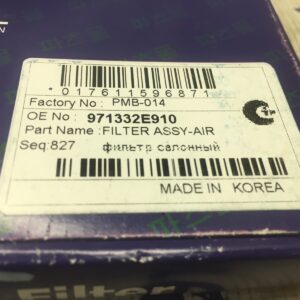 *017611596871*
Factory No : PMB-014
OE No : 971332E910
Part Name :FILTER ASSY-AIR
Seq:827 фильтр салонный
MADE IN KOREA
Filter